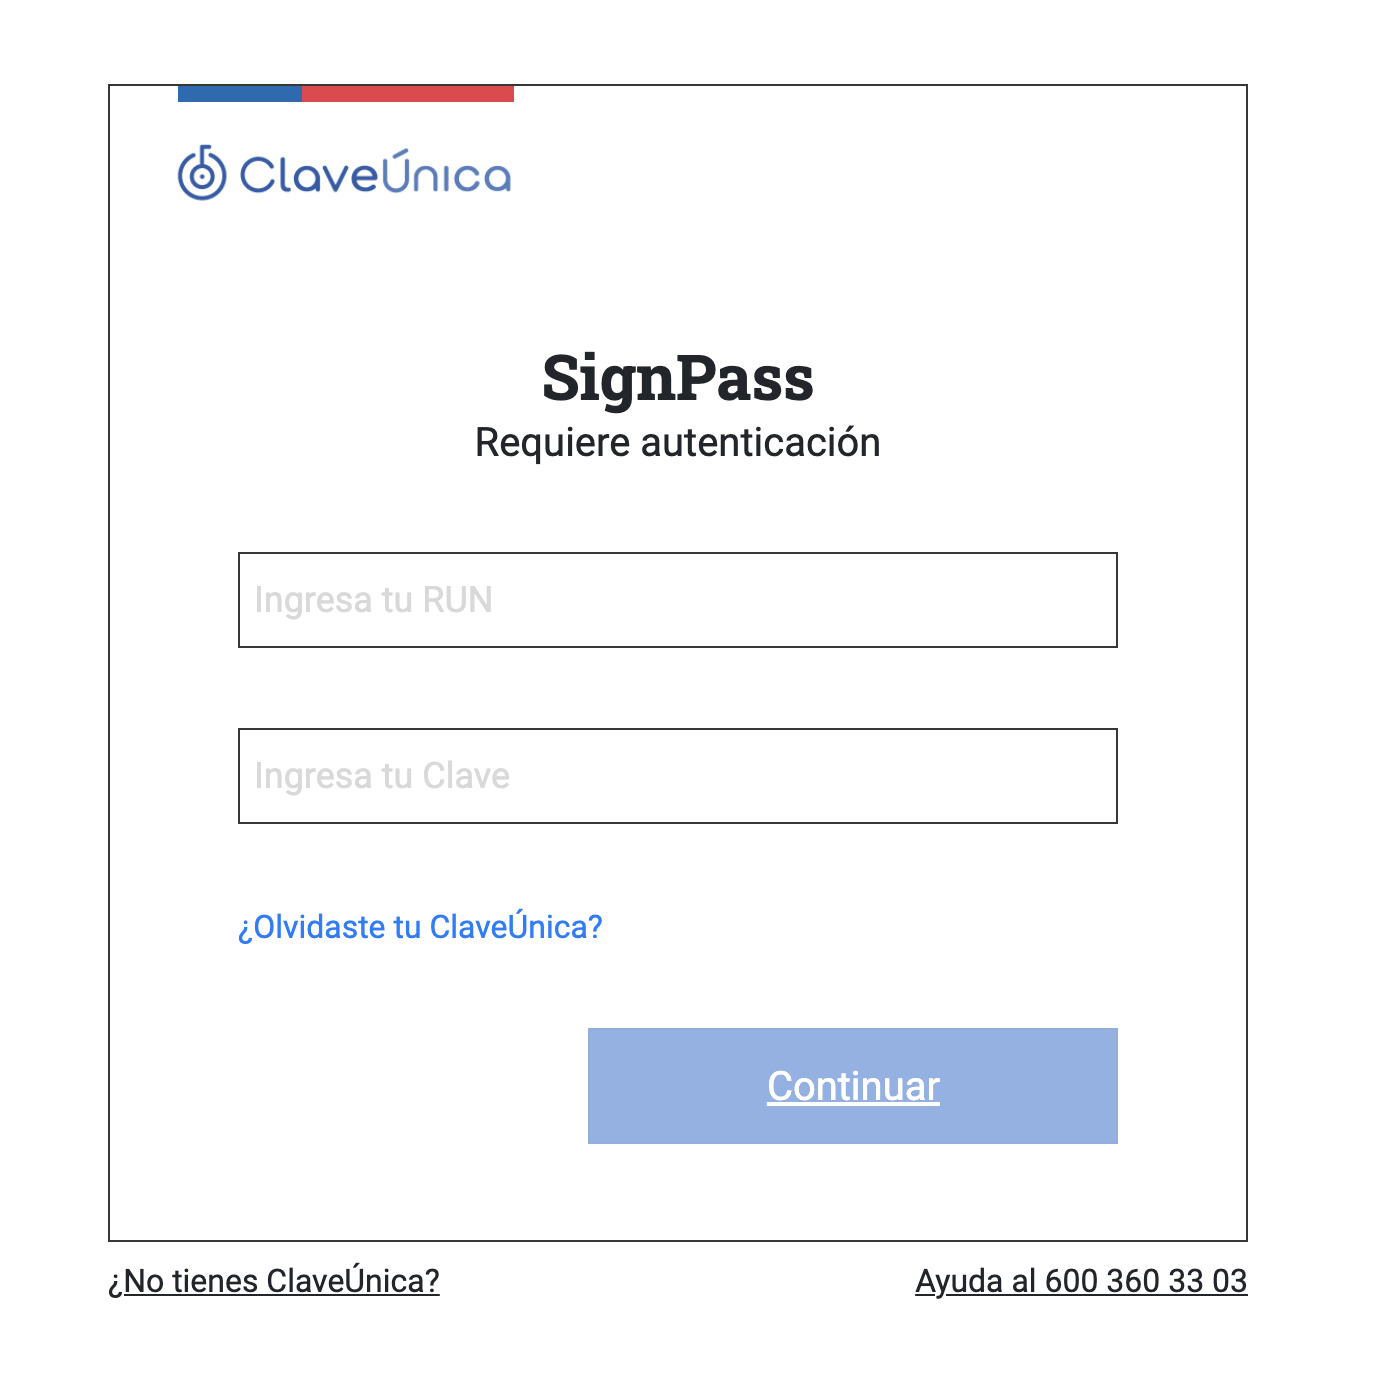 ClaveÚnica
SignPass
Requiere autenticación
Ingresa tu RUN
Ingresa tu Clave
¿Olvidaste tu ClaveÚnica?
Continuar
¿No tienes ClaveÚnica?
Ayuda al 600 360 33 03